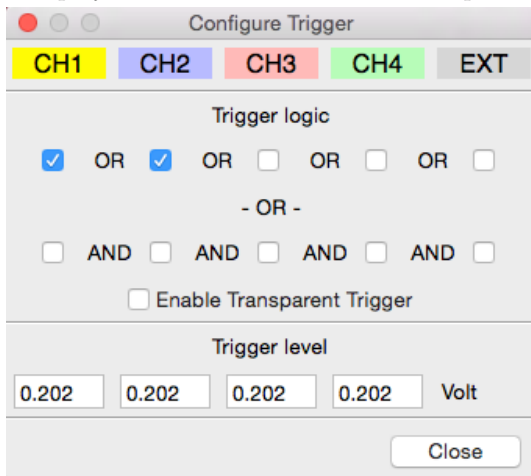 Configure Trigger
CH1 CH2 CH3 CH4 EXT
Trigger logic
OR OR OR OR
- OR -
AND AND AND AND
Enable Transparent Trigger
Trigger level
0.202 0.202 0.202 0.202 Volt
Close